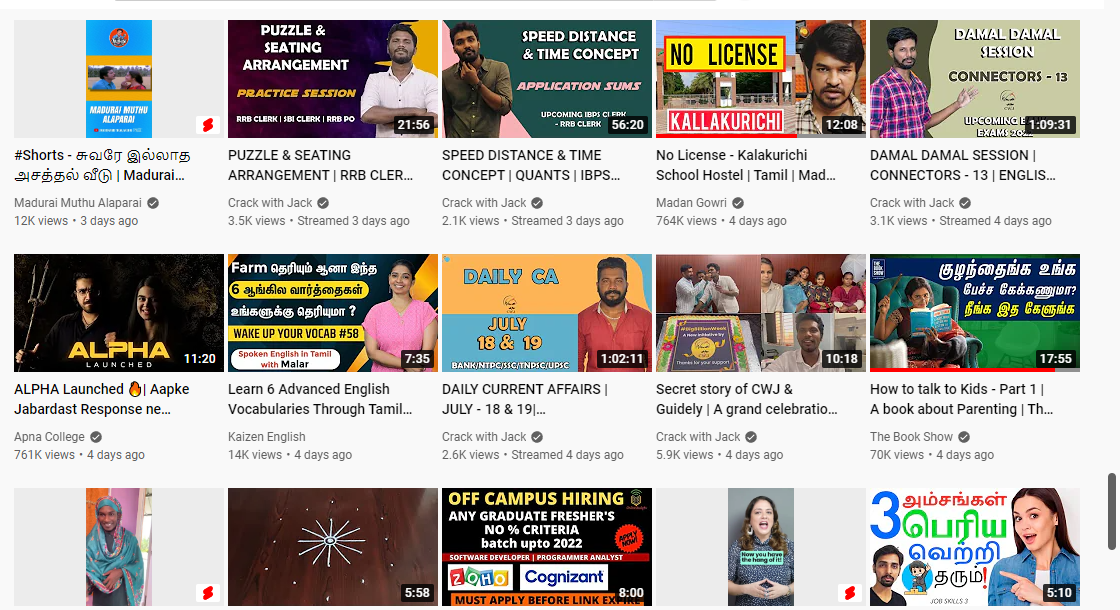 MADURAI MUTHU
ALAPARAI
PUZZLE &
SEATING
ARRANGEMENT
PRACTICE SESSION
RRB CLERK | SBI CLERK | RRB PO
21:56
SPEED DISTANCE
& TIME CONCEPT
APPLICATION SUMS
UPCOMING IBPS CLERK
- RRB CLERK
56:20
NO LICENSE
KALLAKURICHI
12:08
DAMAL DAMAL
SESSION
CONNECTORS - 13
UPCOMING
EXAMS
1:09:31
#Shorts - சுவரே இல்லாத
அசத்தல் வீடு | Madurai...
Madurai Muthu Alaparai
12K views • 3 days ago
PUZZLE & SEATING
ARRANGEMENT | RRB CLER...
Crack with Jack
3.5K views • Streamed 3 days ago
SPEED DISTANCE & TIME
CONCEPT | QUANTS | IBPS...
Crack with Jack
2.1K views • Streamed 3 days ago
No License - Kalakurichi
School Hostel | Tamil | Mad...
Madan Gowri
764K views • 4 days ago
DAMAL DAMAL SESSION |
CONNECTORS - 13 | ENGLIS...
Crack with Jack
3.1K views • Streamed 4 days ago
ALPHA
LAUNCHED
11:20
Farm தெரியும் ஆனா இந்த
6 ஆங்கில வார்த்தைகள்
உங்களுக்கு தெரியுமா ?
WAKE UP YOUR VOCAB #58
Spoken English in Tamil
with Malar
7:35
DAILY CA
JULY
18 & 19
BANK/NTPC/SSC/TNPSC/UPSC
1:02:11
#BigBillionWeek
A New Initiative by
Thanks for your support
10:18
THE
BOOK
SHOW
குழந்தைங்க உங்க
பேச்ச கேக்கணுமா?
நீங்க இத கேளுங்க
17:55
ALPHA Launched 🔥| Aapke
Jabardast Response ne...
Apna College
761K views • 4 days ago
Learn 6 Advanced English
Vocabularies Through Tamil...
Kaizen English
14K views • 4 days ago
DAILY CURRENT AFFAIRS |
JULY - 18 & 19|...
Crack with Jack
2.6K views • Streamed 4 days ago
Secret story of CWJ &
Guidely | A grand celebratio...
Crack with Jack
5.9K views • 4 days ago
How to talk to Kids - Part 1 |
A book about Parenting | Th...
The Book Show
70K views • 4 days ago
5:58
OFF CAMPUS HIRING
ANY GRADUATE FRESHER'S
NO % CRITERIA
batch upto 2022
APPLY NOW!
SOFTWARE DEVELOPER | PROGRAMMER ANALYST
ZOHO Cognizant
MUST APPLY BEFORE LINK EXPIRE
8:00
Now you have
the hang of it!
3 அம்சங்கள்
பெரிய
வெற்றி
தரும்!
JOB SKILLS 3
5:10